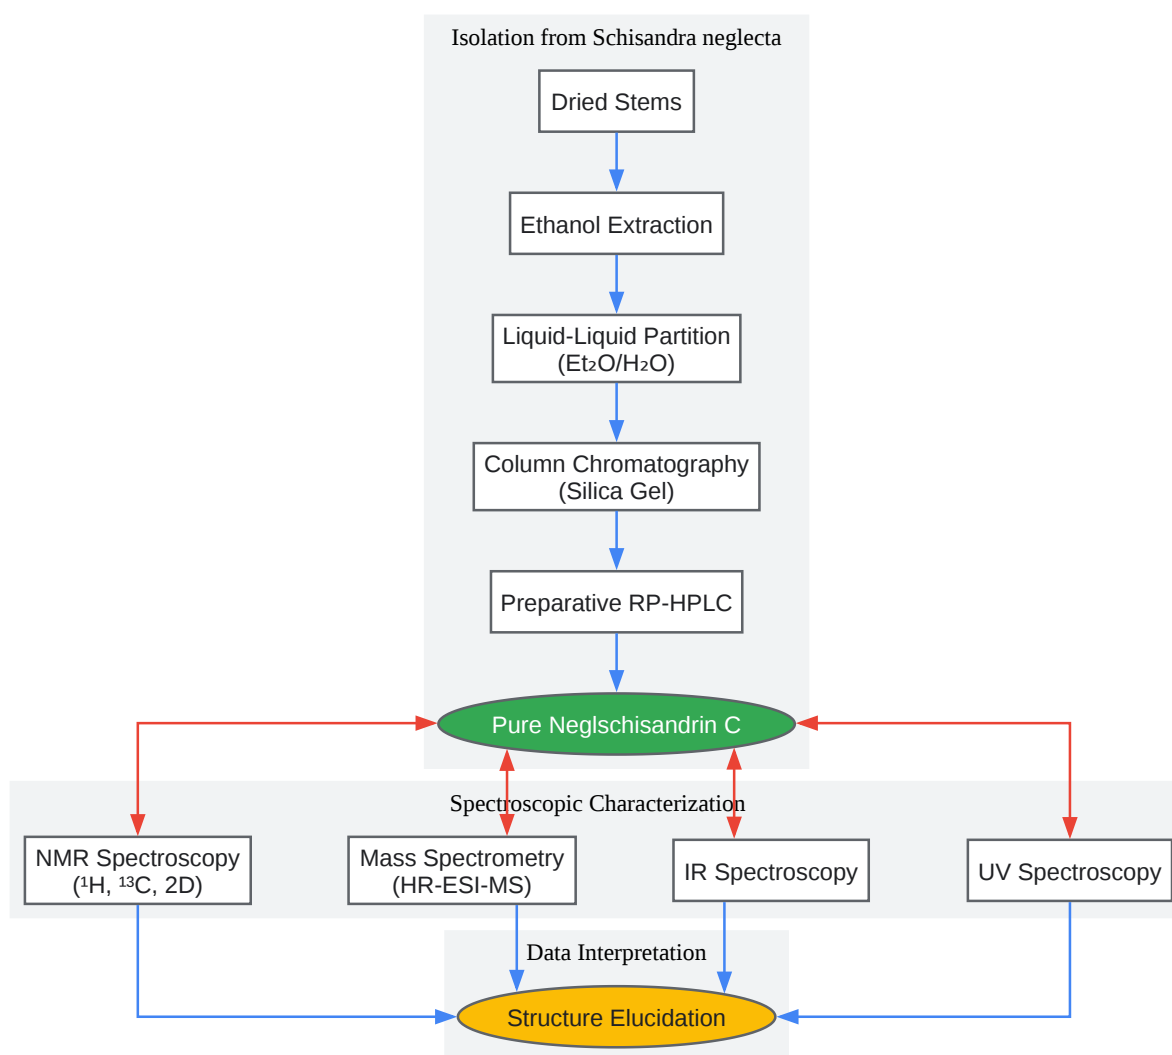 Isolation from Schisandra neglecta
Dried Stems
Ethanol Extraction
Liquid-Liquid Partition
(Et₂O/H₂O)
Column Chromatography
(Silica Gel)
Preparative RP-HPLC
Pure Neglschisandrin C
Spectroscopic Characterization
NMR Spectroscopy
(¹H, ¹³C, 2D)
Mass Spectrometry
(HR-ESI-MS)
IR Spectroscopy
UV Spectroscopy
Data Interpretation
Structure Elucidation